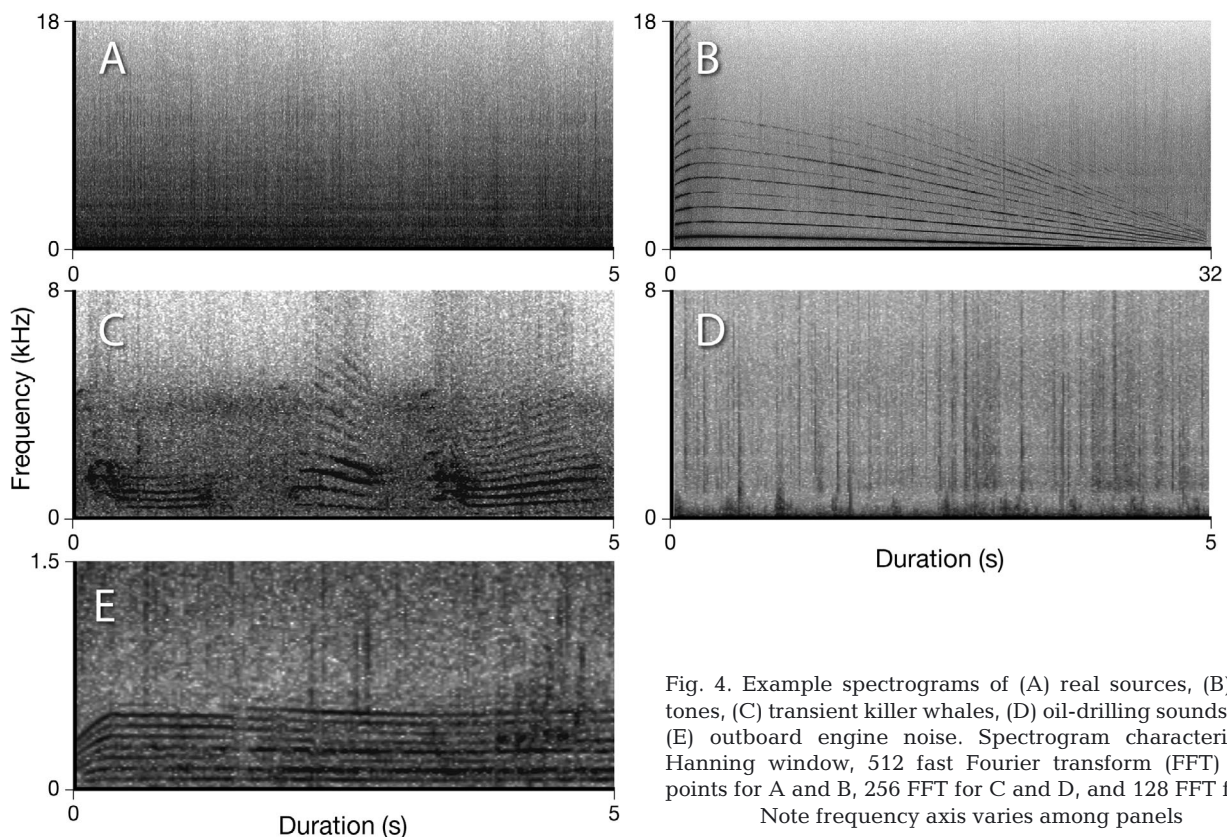 18
A
0
0
5
18
B
0
0
32
8
C
0
0
5
8
D
0
0
5
Duration (s)
Frequency (kHz)
1.5
E
0
0
5
Duration (s)
Fig. 4. Example spectrograms of (A) real sources, (B)
tones, (C) transient killer whales, (D) oil-drilling sounds
(E) outboard engine noise. Spectrogram
Hanning window, 512 fast Fourier transform (FFT)
points for A and B, 256 FFT for C and D, and 128 FFT
Note frequency axis varies among panels